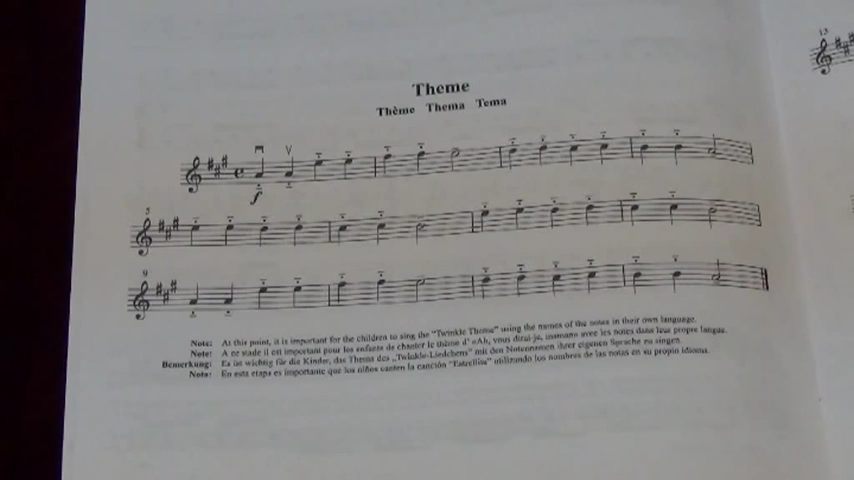 Theme
Thème Thema Tema
f
5
9
Note: At this point, it is important for the children to sing the "Twinkle Theme" using the names of the notes in their own language.
Note: A ce stade il est important pour les enfants de chanter le thème d' «Ah, vous dirai-je, maman» avec les notes dans leur propre langue.
Bemerkung: Es ist wichtig für die Kinder, das Thema des „Twinkle-Liedchens" mit den Notennamen ihrer eigenen Sprache zu singen.
Nota: En esta etapa es importante que los niños canten la canción "Estrellita" utilizando los nombres de las notas en su propio idioma.
13